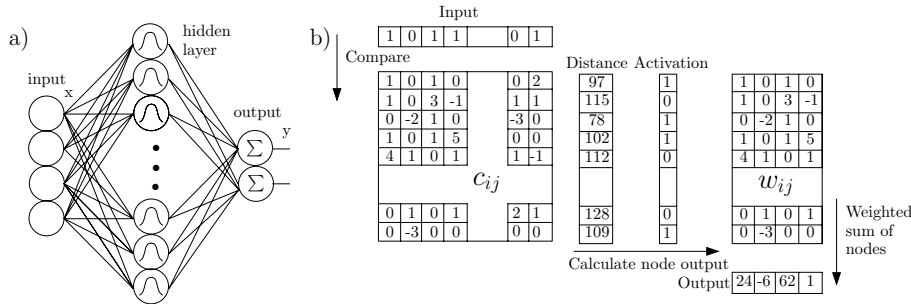 a)
hidden
layer
input
x
output
y
Σ
Σ
b)
Input
1 0 1 1 0 1
Compare
1 0 1 0 0 2
1 0 3 -1 1 1
0 -2 1 0 -3 0
1 0 1 5 0 0
4 1 0 1 1 -1
c_ij
0 1 0 1 2 1
0 -3 0 0
Distance Activation
97 1
115 0
78 1
102 1
112 0
128 0
109 1
Calculate node output
1 0 1 0
1 0 3 -1
0 -2 1 0
1 0 1 5
4 1 0 1
w_ij
0 1 0 1
0 -3 0 0
Weighted
sum of
nodes
Output 24 -6 62 1